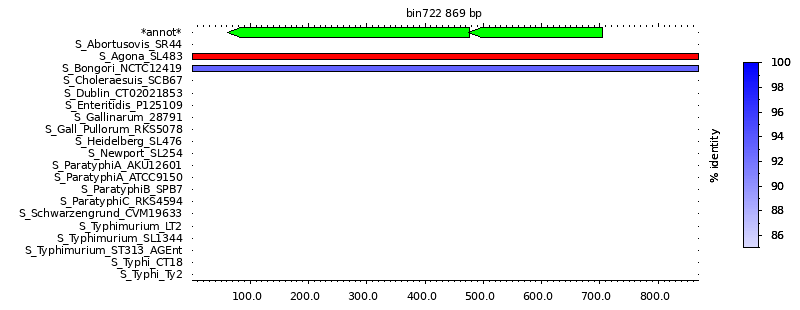 bin722 869 bp
*annot*
S_Abortusovis_SR44
S_Agona_SL483
S_Bongori_NCTC12419
S_Choleraesuis_SCB67
S_Dublin_CT02021853
S_Enteritidis_P125109
S_Gallinarum_28791
S_Gall_Pullorum_RKS5078
S_Heidelberg_SL476
S_Newport_SL254
S_ParatyphiA_AKU12601
S_ParatyphiA_ATCC9150
S_ParatyphiB_SPB7
S_ParatyphiC_RKS4594
S_Schwarzengrund_CVM19633
S_Typhimurium_LT2
S_Typhimurium_SL1344
S_Typhimurium_ST313_AGEnt
S_Typhi_CT18
S_Typhi_Ty2
100.0 200.0 300.0 400.0 500.0 600.0 700.0 800.0
% identity
100
98
96
94
92
90
88
86